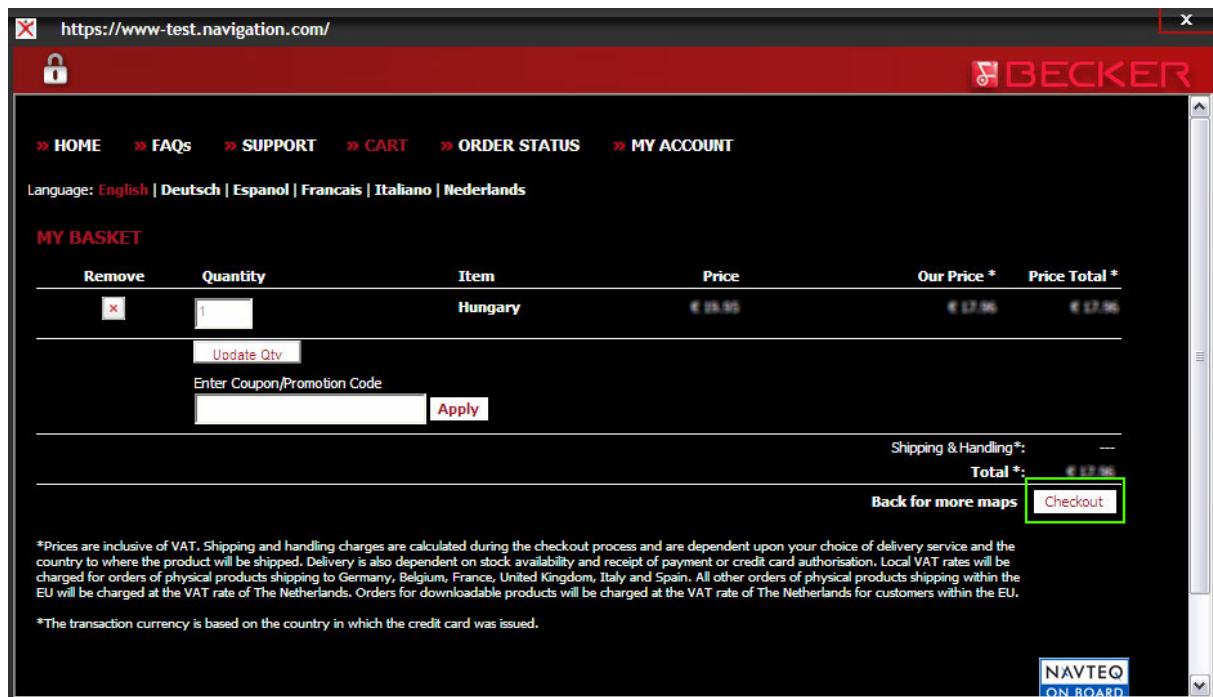 https://www-test.navigation.com/
x
BECKER
» HOME » FAQs » SUPPORT » CART » ORDER STATUS » MY ACCOUNT
Language: English | Deutsch | Espanol | Francais | Italiano | Nederlands
MY BASKET
Remove Quantity Item Price Our Price * Price Total *
1 Hungary
Update Qty
Enter Coupon/Promotion Code
Apply
Shipping & Handling*: ---
Total *:
Back for more maps Checkout
*Prices are inclusive of VAT. Shipping and handling charges are calculated during the checkout process and are dependent upon your choice of delivery service and the
country to where the product will be shipped. Delivery is also dependent on stock availability and receipt of payment or credit card authorisation. Local VAT rates will be
charged for orders of physical products shipping to Germany, Belgium, France, United Kingdom, Italy and Spain. All other orders of physical products shipping within the
EU will be charged at the VAT rate of The Netherlands. Orders for downloadable products will be charged at the VAT rate of The Netherlands for customers within the EU.
*The transaction currency is based on the country in which the credit card was issued.
NAVTEQ
ON BOARD